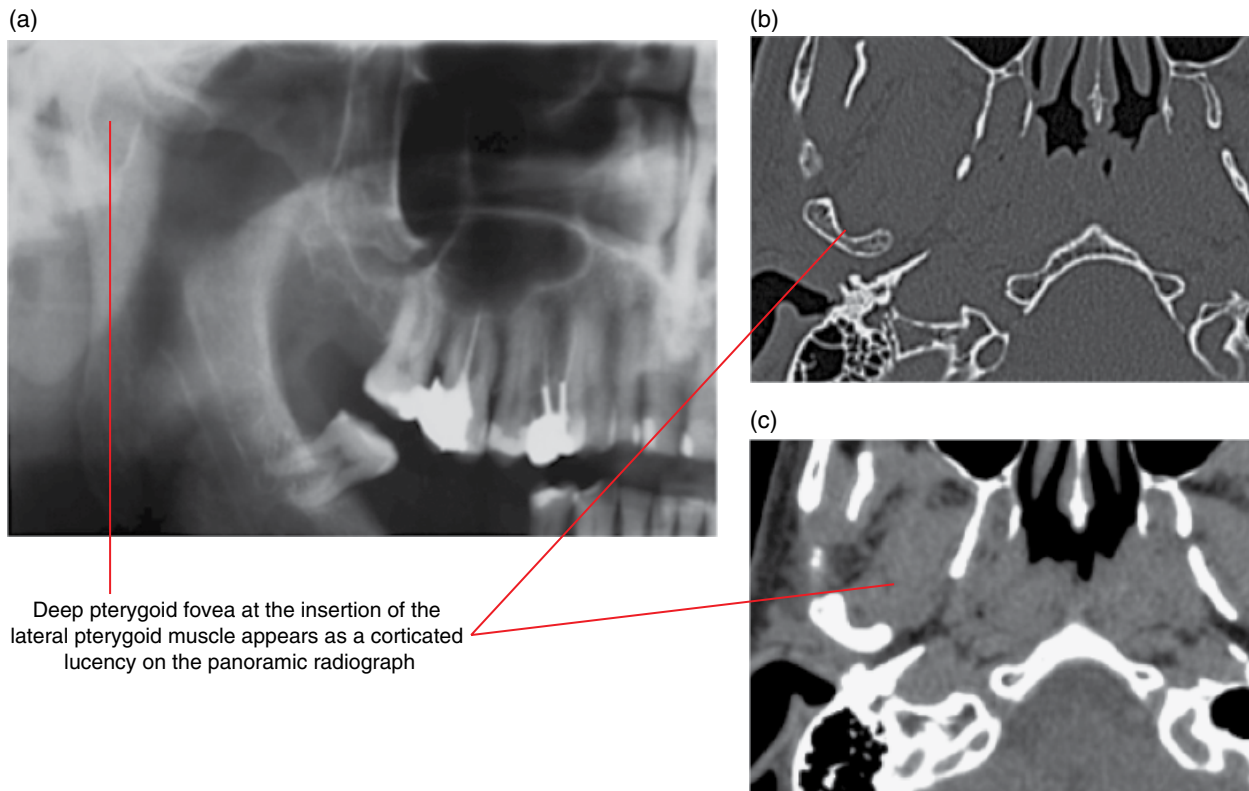 (a)
(b)
(c)
Deep pterygoid fovea at the insertion of the
lateral pterygoid muscle appears as a corticated
lucency on the panoramic radiograph